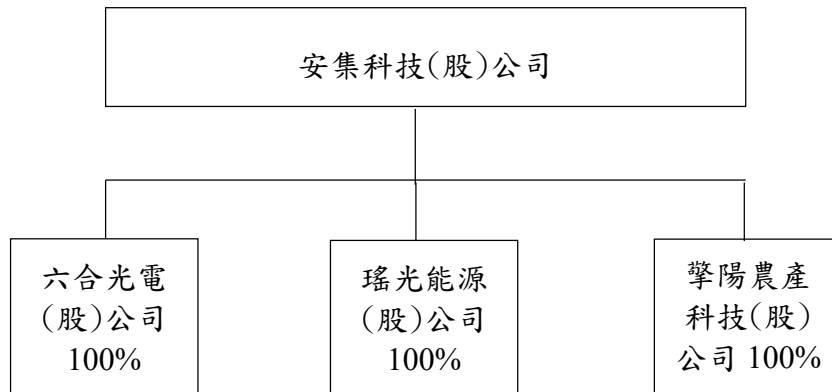 安集科技(股)公司
六合光電
(股)公司
100%
瑤光能源
(股)公司
100%
擎陽農產
科技(股)
公司 100%